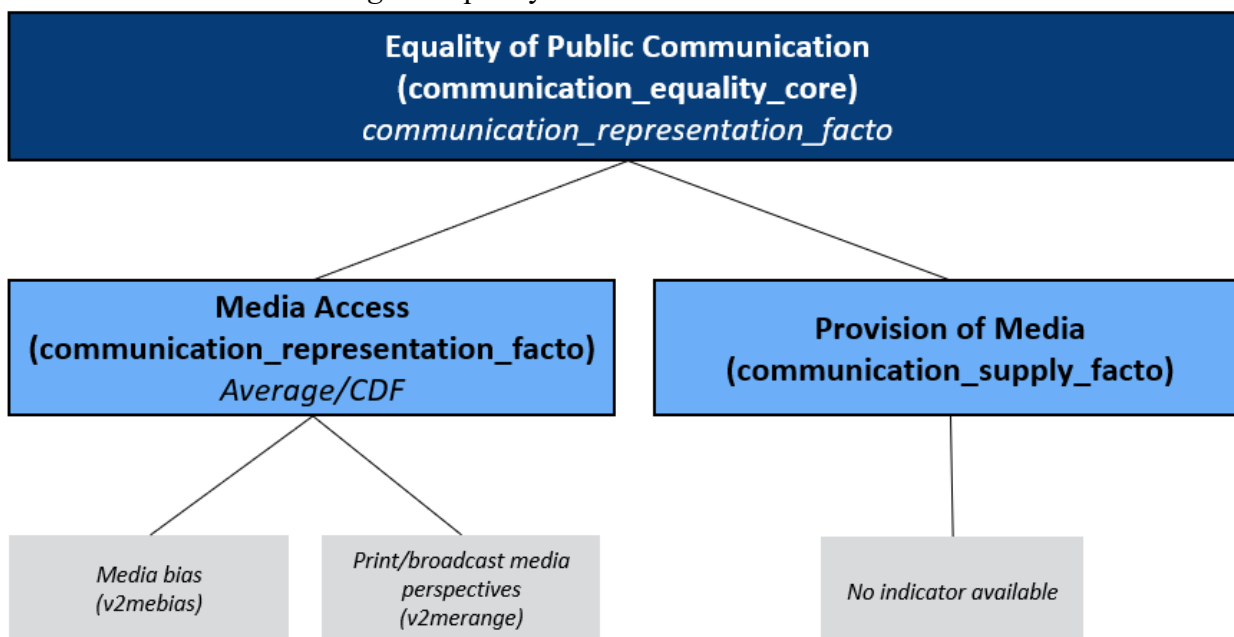 Equality of Public Communication
(communication_equality_core)
communication_representation_facto
Media Access
(communication_representation_facto)
Average/CDF
Provision of Media
(communication_supply_facto)
Media bias
(v2mebias)
Print/broadcast media
perspectives
(v2merange)
No indicator available